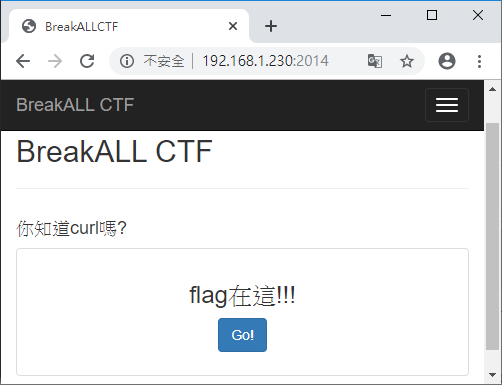 BreakALLCTF
不安全 192.168.1.230:2014
BreakALL CTF
BreakALL CTF
你知道curl嗎?
flag在這!!!
Go!